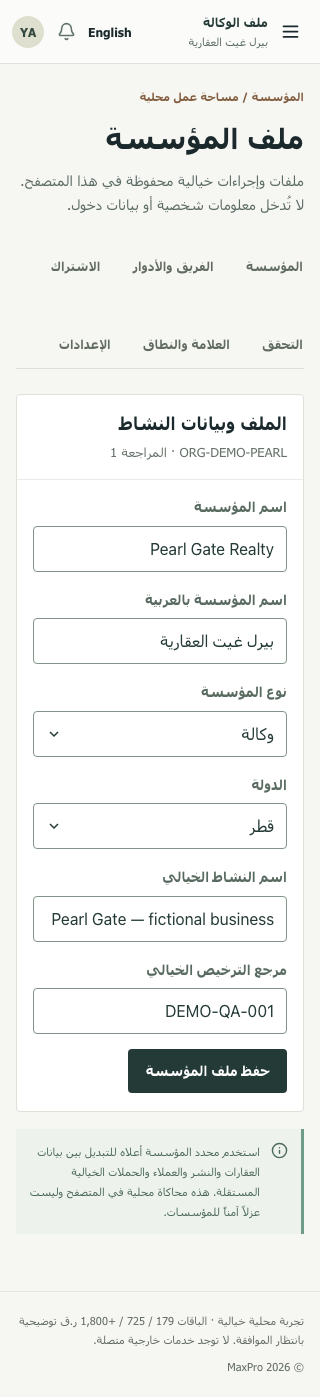 ملف الوكالة
بيرل غيت العقارية
English
YA
المؤسسة / مساحة عمل محلية
ملف المؤسسة
ملفات وإجراءات خيالية محفوظة في هذا المتصفح.
لا تُدخل معلومات شخصية أو بيانات دخول.
المؤسسة
الفريق والأدوار
الاشتراك
التحقق
العلامة والنطاق
الإعدادات
الملف وبيانات النشاط
ORG-DEMO-PEARL · المراجعة 1
اسم المؤسسة
Pearl Gate Realty
اسم المؤسسة بالعربية
بيرل غيت العقارية
نوع المؤسسة
وكالة
الدولة
قطر
اسم النشاط الخيالي
Pearl Gate — fictional business
مرجع الترخيص الخيالي
DEMO-QA-001
حفظ ملف المؤسسة
استخدم محدد المؤسسة أعلاه للتبديل بين بيانات
العقارات والنشر والعملاء والحملات الخيالية
المستقلة. هذه محاكاة محلية في المتصفح وليست
عزلاً آمناً للمؤسسات.
تجربة محلية خيالية · الباقات 179 / 725 / +1,800 ر.ق توضيحية
بانتظار الموافقة. لا توجد خدمات خارجية متصلة.
© MaxPro 2026